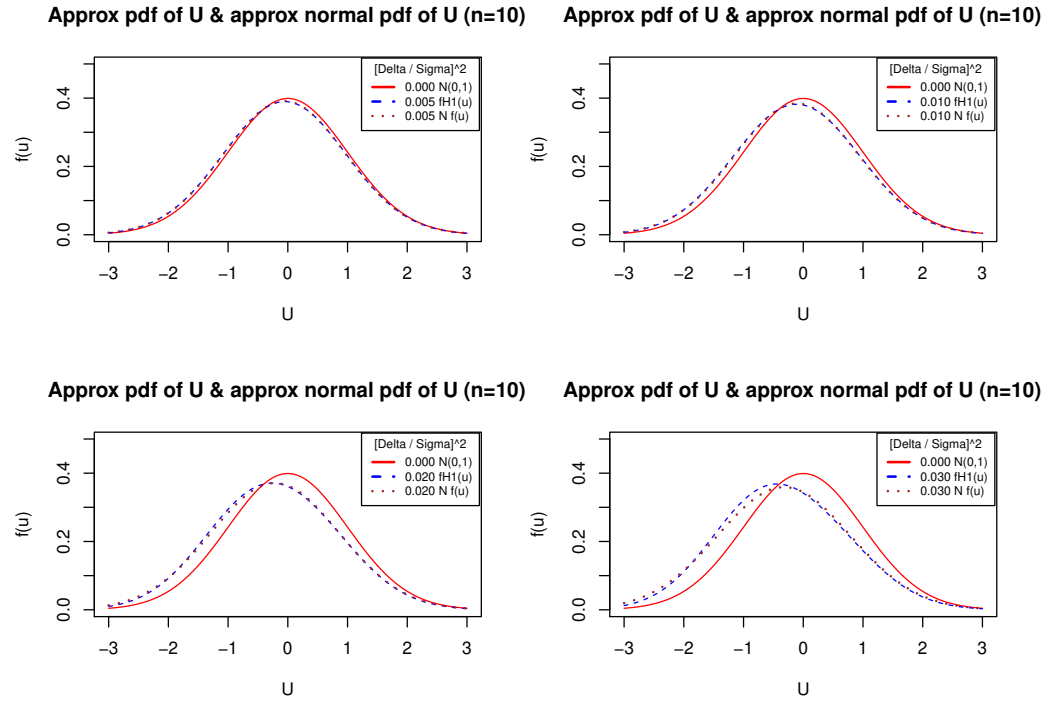 Approx pdf of U & approx normal pdf of U (n=10)
[Delta / Sigma]^2
0.000 N(0,1)
0.005 fH1(u)
0.005 N f(u)
f(u)
0.0
0.2
0.4
−3 −2 −1 0 1 2 3
U
Approx pdf of U & approx normal pdf of U (n=10)
[Delta / Sigma]^2
0.000 N(0,1)
0.010 fH1(u)
0.010 N f(u)
f(u)
0.0
0.2
0.4
−3 −2 −1 0 1 2 3
U
Approx pdf of U & approx normal pdf of U (n=10)
[Delta / Sigma]^2
0.000 N(0,1)
0.020 fH1(u)
0.020 N f(u)
f(u)
0.0
0.2
0.4
−3 −2 −1 0 1 2 3
U
Approx pdf of U & approx normal pdf of U (n=10)
[Delta / Sigma]^2
0.000 N(0,1)
0.030 fH1(u)
0.030 N f(u)
f(u)
0.0
0.2
0.4
−3 −2 −1 0 1 2 3
U